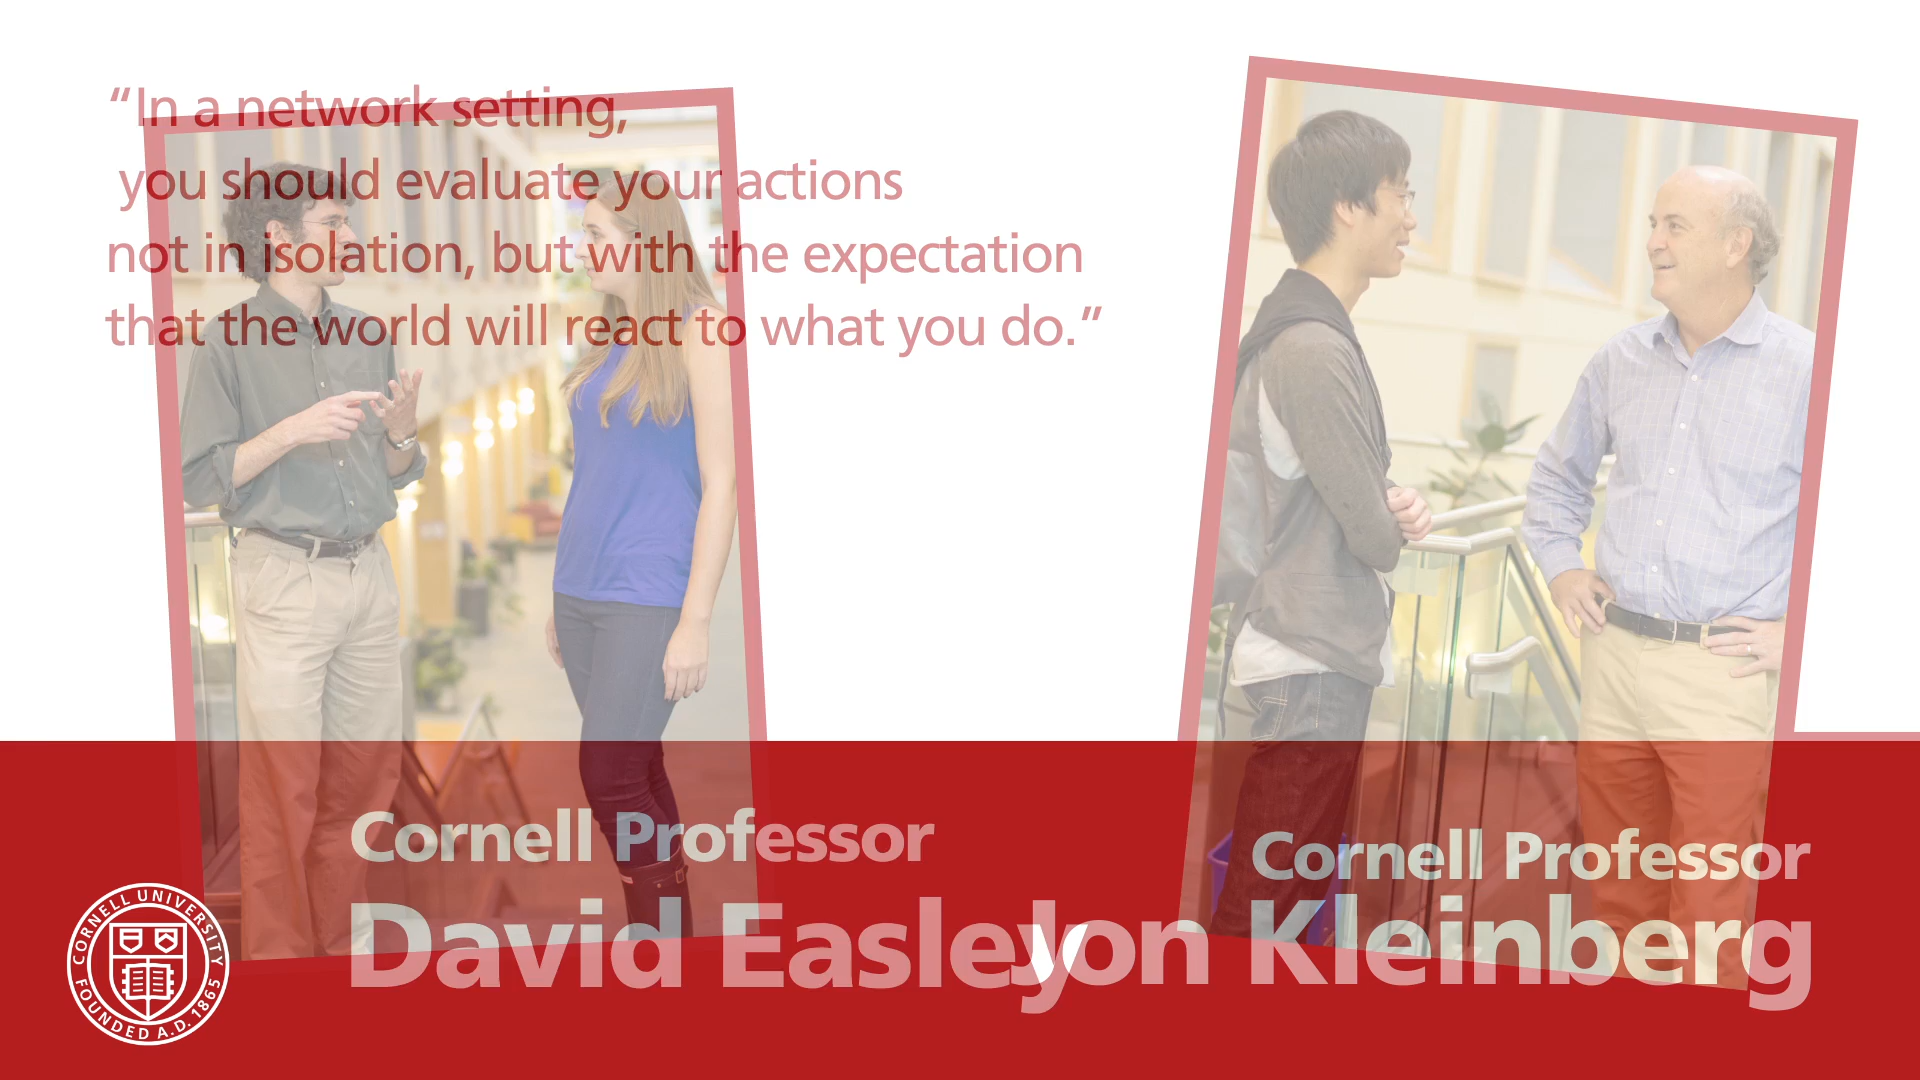 “In a network setting,
you should evaluate your actions
not in isolation, but with the expectation
that the world will react to what you do.”
Cornell Professor
David Easley
Cornell Professor
Jon Kleinberg
CORNELL UNIVERSITY
FOUNDED A.D. 1865